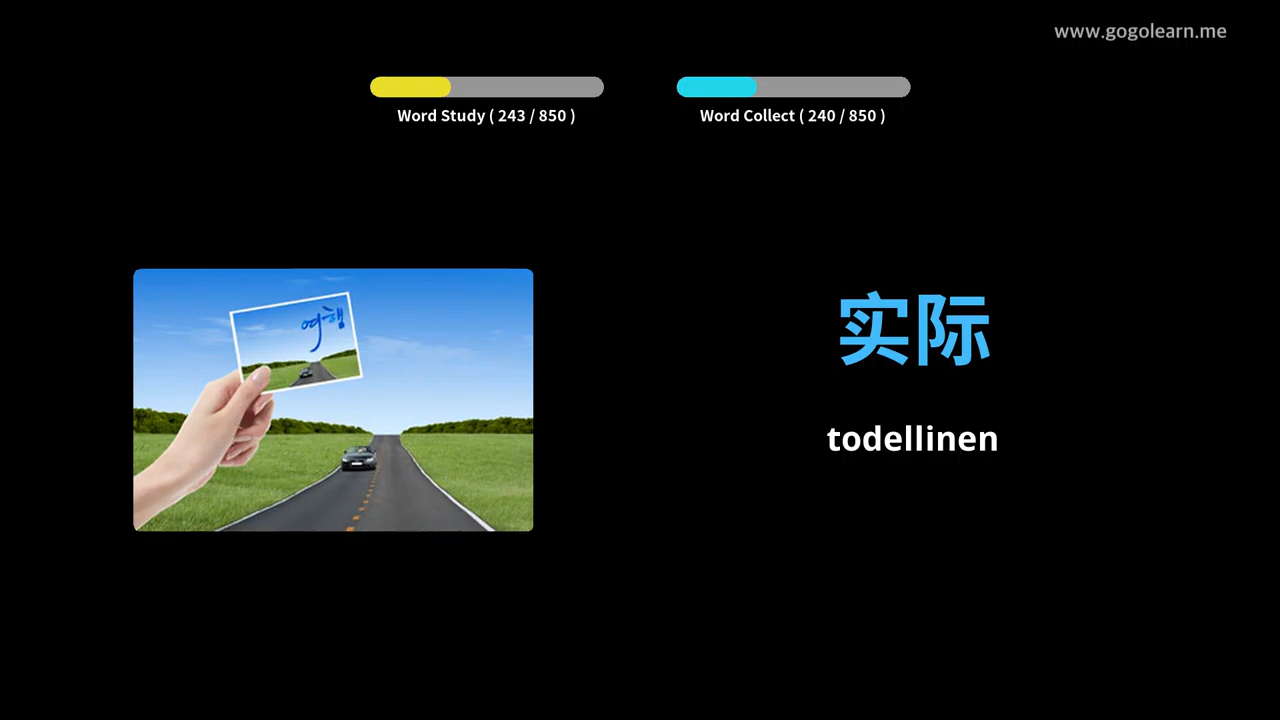 www.gogolearn.me
Word Study ( 243 / 850 )
Word Collect ( 240 / 850 )
여행
实际
todellinen